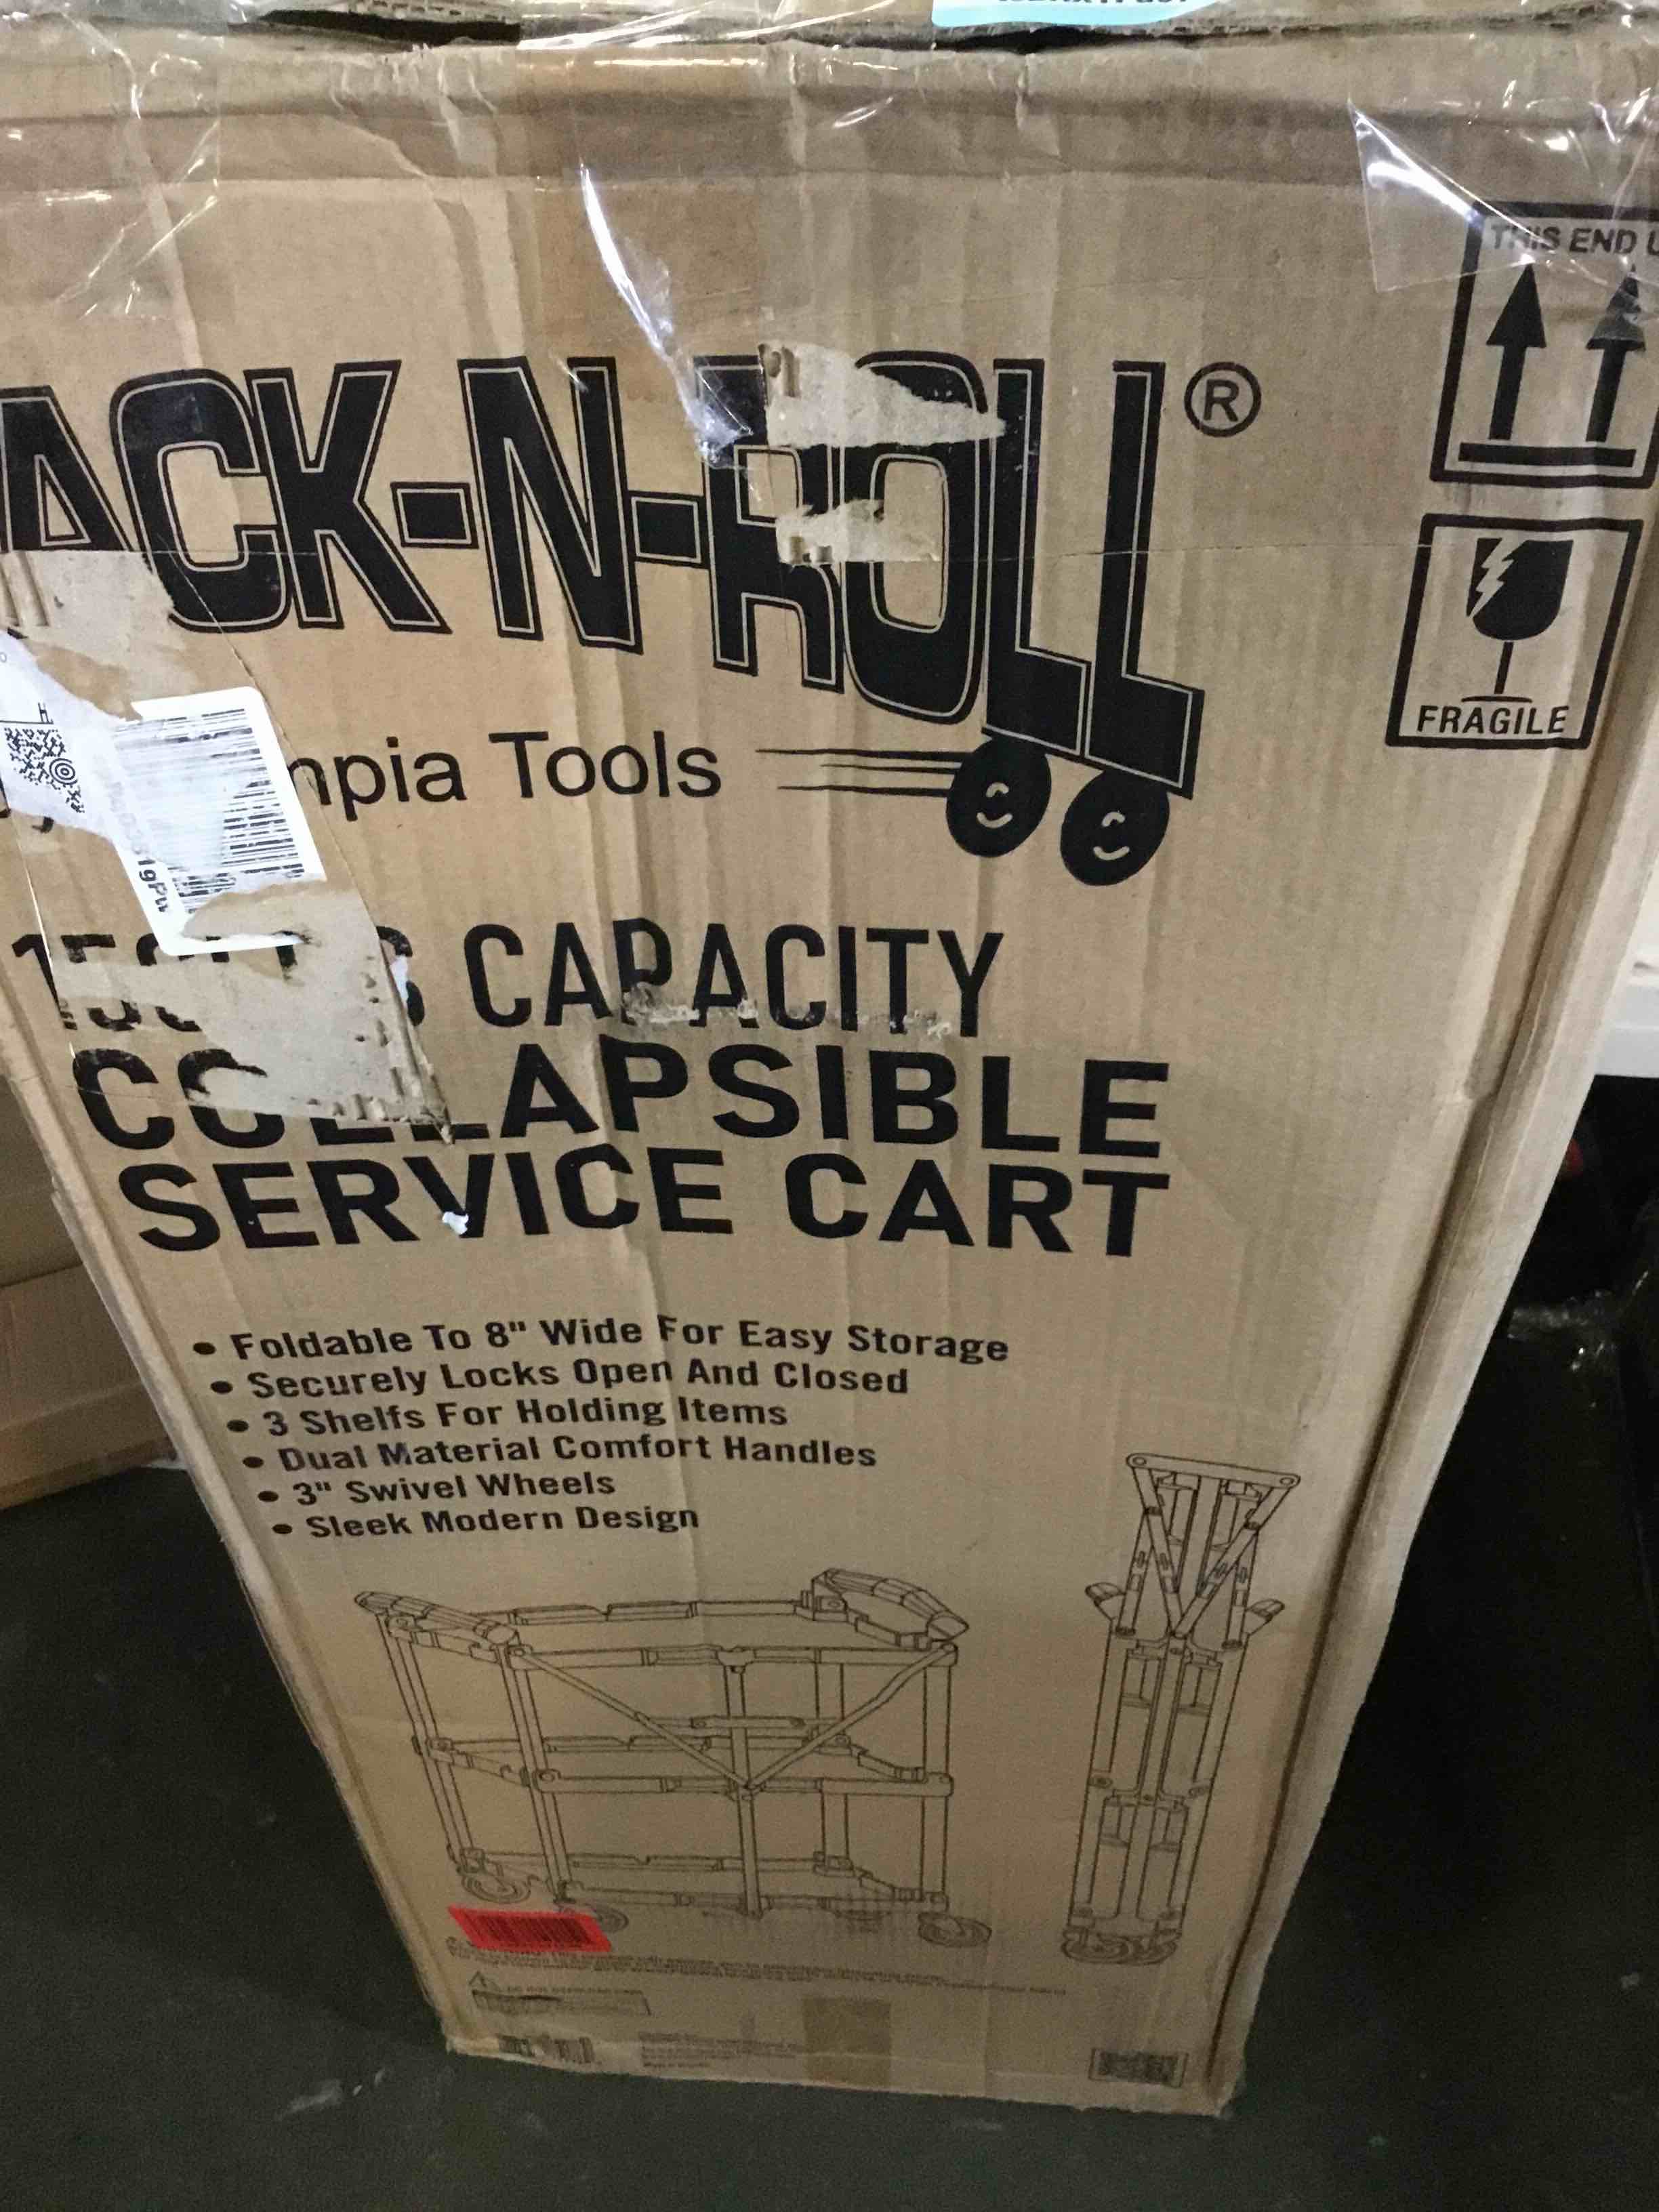 THIS END U
ACK-N-ROLL®
FRAGILE
mpia Tools
CAPACITY
COLLAPSIBLE
SERVICE CART
• Foldable To 8" Wide For Easy Storage
• Securely Locks Open And Closed
• 3 Shelfs For Holding Items
• Dual Material Comfort Handles
• 3" Swivel Wheels
• Sleek Modern Design